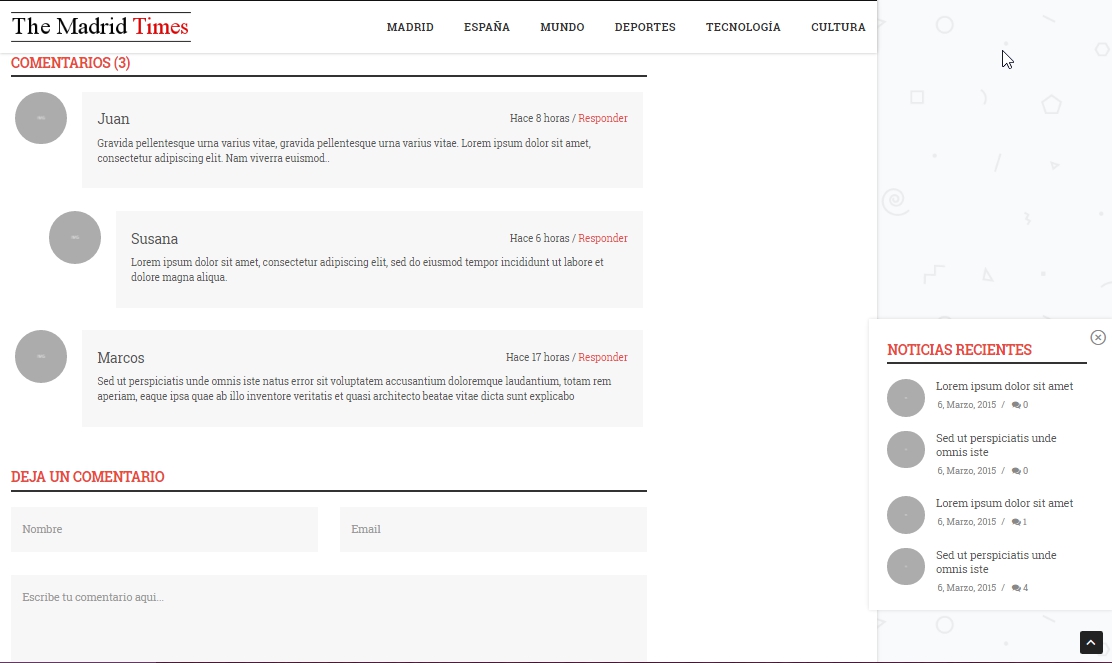 The Madrid Times
MADRID ESPAÑA MUNDO DEPORTES TECNOLOGÍA CULTURA
COMENTARIOS (3)
Juan
Hace 8 horas / Responder
Gravida pellentesque urna varius vitae, gravida pellentesque urna varius vitae. Lorem ipsum dolor sit amet,
consectetur adipiscing elit. Nam viverra euismod..
Susana
Hace 6 horas / Responder
Lorem ipsum dolor sit amet, consectetur adipiscing elit, sed do eiusmod tempor incididunt ut labore et
dolore magna aliqua.
Marcos
Hace 17 horas / Responder
Sed ut perspiciatis unde omnis iste natus error sit voluptatem accusantium doloremque laudantium, totam rem
aperiam, eaque ipsa quae ab illo inventore veritatis et quasi architecto beatae vitae dicta sunt explicabo
DEJA UN COMENTARIO
Nombre
Email
Escribe tu comentario aqui...
NOTICIAS RECIENTES
Lorem ipsum dolor sit amet
6, Marzo, 2015 / 0
Sed ut perspiciatis unde
omnis iste
6, Marzo, 2015 / 0
Lorem ipsum dolor sit amet
6, Marzo, 2015 / 1
Sed ut perspiciatis unde
omnis iste
6, Marzo, 2015 / 4